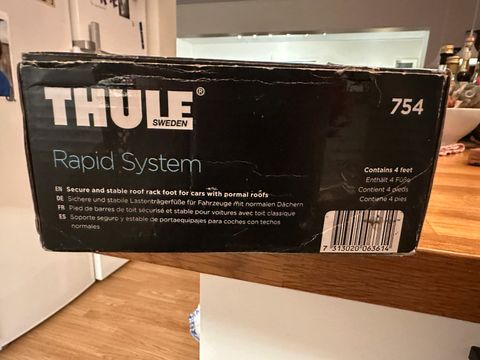 THULE®
SWEDEN
754
Rapid System
Contains 4 feet
Enthält 4 Füße
Contient 4 pieds
Contiene 4 pies
EN Secure and stable roof rack foot for cars with normal roofs
DE Sichere und stabile Lastenträgerfüße für Fahrzeuge mit normalen Dächern
FR Pied de barres de toit sécurisé et stable pour voitures avec toit classique
ES Soporte seguro y estable de portaequipajes para coches con techos
normales
7 313020 063614